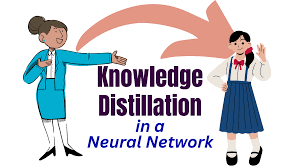 Knowledge
Distillation
in a
Neural Network